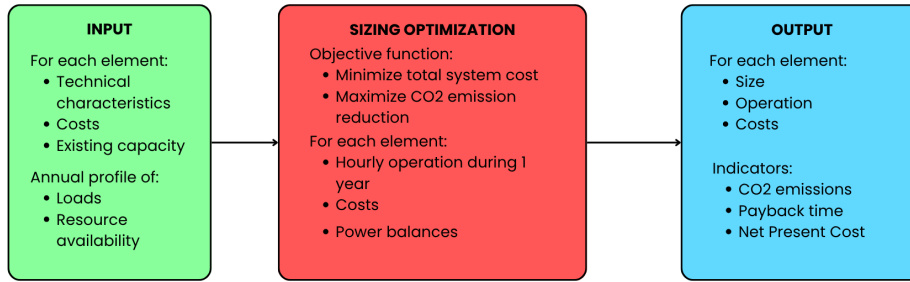 INPUT
For each element:
• Technical
characteristics
• Costs
• Existing capacity
Annual profile of:
• Loads
• Resource
availability
SIZING OPTIMIZATION
Objective function:
• Minimize total system cost
• Maximize CO2 emission
reduction
For each element:
• Hourly operation during 1
year
• Costs
• Power balances
OUTPUT
For each element:
• Size
• Operation
• Costs
Indicators:
• CO2 emissions
• Payback time
• Net Present Cost